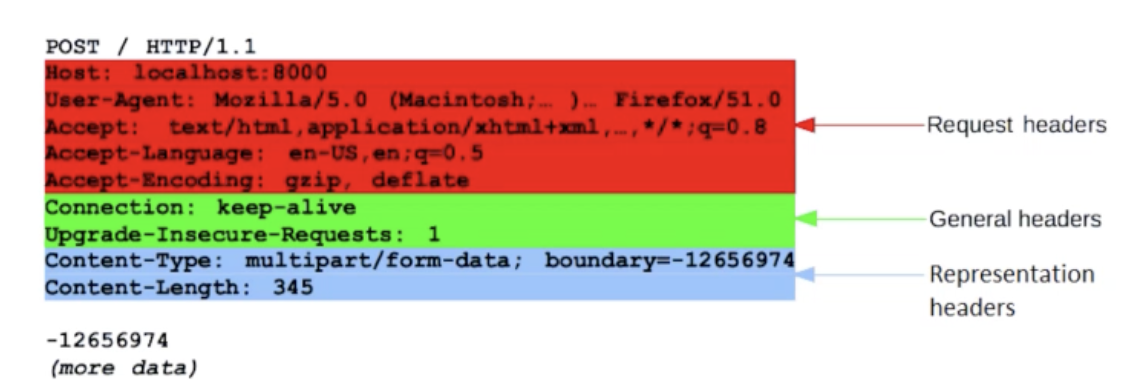 POST / HTTP/1.1
Host: localhost:8000
User-Agent: Mozilla/5.0 (Macintosh;… )… Firefox/51.0
Accept: text/html,application/xhtml+xml,…,*/*;q=0.8
Request headers
Accept-Language: en-US,en;q=0.5
Accept-Encoding: gzip, deflate
Connection: keep-alive
General headers
Upgrade-Insecure-Requests: 1
Content-Type: multipart/form-data; boundary=-12656974
Representation
headers
Content-Length: 345
-12656974
(more data)